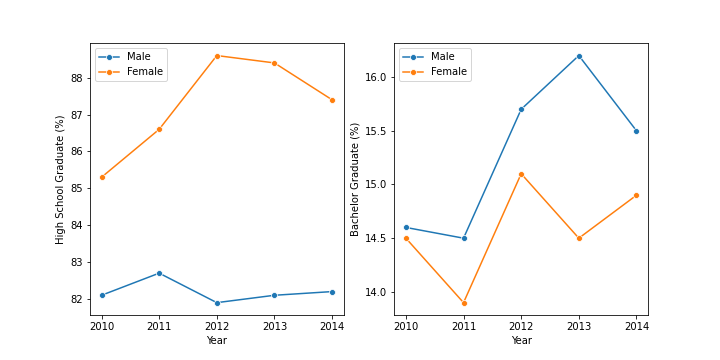 Male
Female
High School Graduate (%)
88
87
86
85
84
83
82
2010 2011 2012 2013 2014
Year
Male
Female
Bachelor Graduate (%)
16.0
15.5
15.0
14.5
14.0
2010 2011 2012 2013 2014
Year